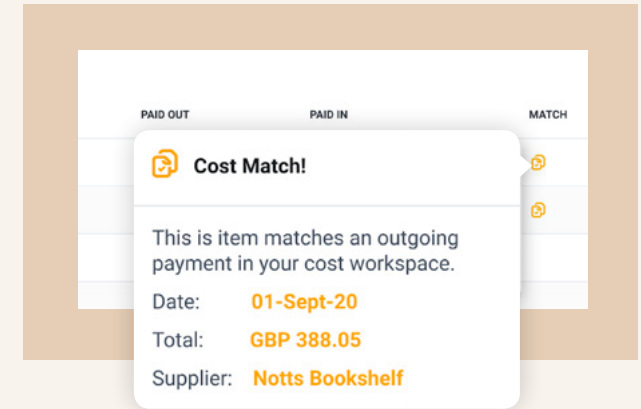 PAID OUT PAID IN MATCH
Cost Match!
This is item matches an outgoing
payment in your cost workspace.
Date: 01-Sept-20
Total: GBP 388.05
Supplier: Notts Bookshelf